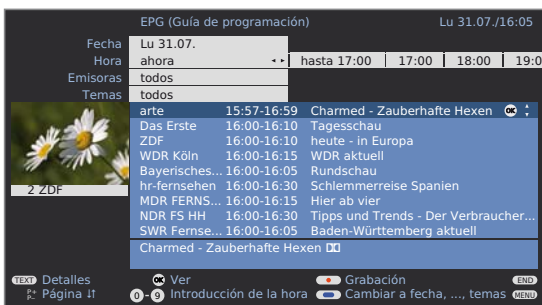 EPG (Guía de programación) Lu 31.07./16:05
Fecha Lu 31.07.
Hora ahora hasta 17:00 17:00 18:00 19:0
Emisoras todos
Temas todos
arte 15:57-16:59 Charmed - Zauberhafte Hexen OK
Das Erste 16:00-16:10 Tagesschau
ZDF 16:00-16:10 heute - in Europa
WDR Köln 16:00-16:15 WDR aktuell
Bayerisches... 16:00-16:05 Rundschau
hr-fernsehen 16:00-16:30 Schlemmerreise Spanien
2 ZDF
MDR FERNS... 16:00-16:15 Hier ab vier
NDR FS HH 16:00-16:30 Tipps und Trends - Der Verbraucher...
SWR Fernse... 16:00-16:05 Baden-Württemberg aktuell
Charmed - Zauberhafte Hexen
TEXT Detalles OK Ver Grabación END
P+ P- Página 0-9 Introducción de la hora Cambiar a fecha, ..., temas MENU